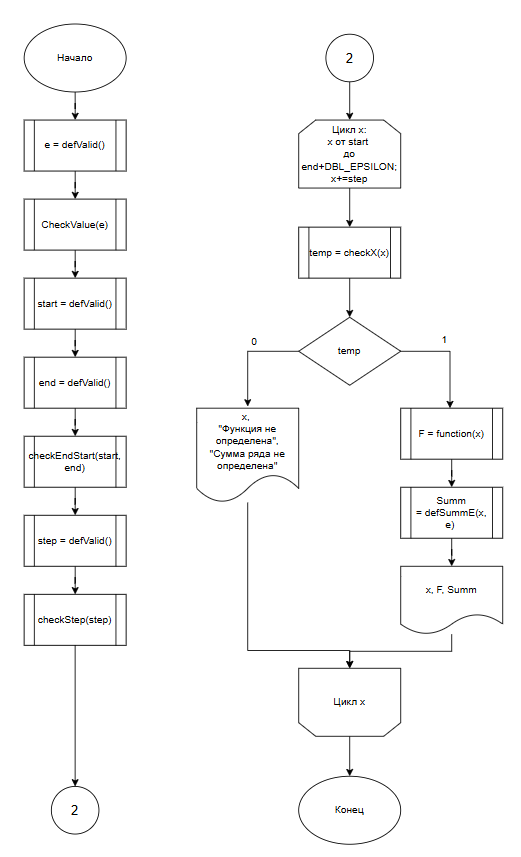 Начало
e = defValid()
CheckValue(e)
start = defValid()
end = defValid()
checkEndStart(start,
end)
step = defValid()
checkStep(step)
2
2
Цикл x:
x от start
до
end+DBL_EPSILON;
x+=step
temp = checkX(x)
temp
0
1
x,
"Функция не
определена",
"Сумма ряда не
определена"
F = function(x)
Summ
= defSummE(x,
e)
x, F, Summ
Цикл x
Конец